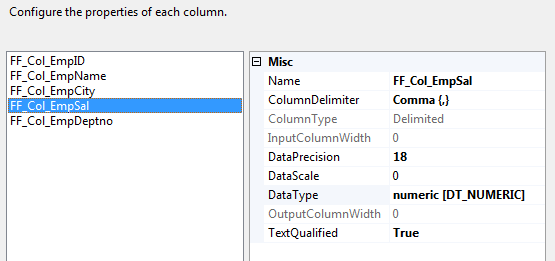 Configure the properties of each column.
FF_Col_EmpID
FF_Col_EmpName
FF_Col_EmpCity
FF_Col_EmpSal
FF_Col_EmpDeptno
Misc
Name FF_Col_EmpSal
ColumnDelimiter Comma {,}
ColumnType Delimited
InputColumnWidth 0
DataPrecision 18
DataScale 0
DataType numeric [DT_NUMERIC]
OutputColumnWidth 0
TextQualified True